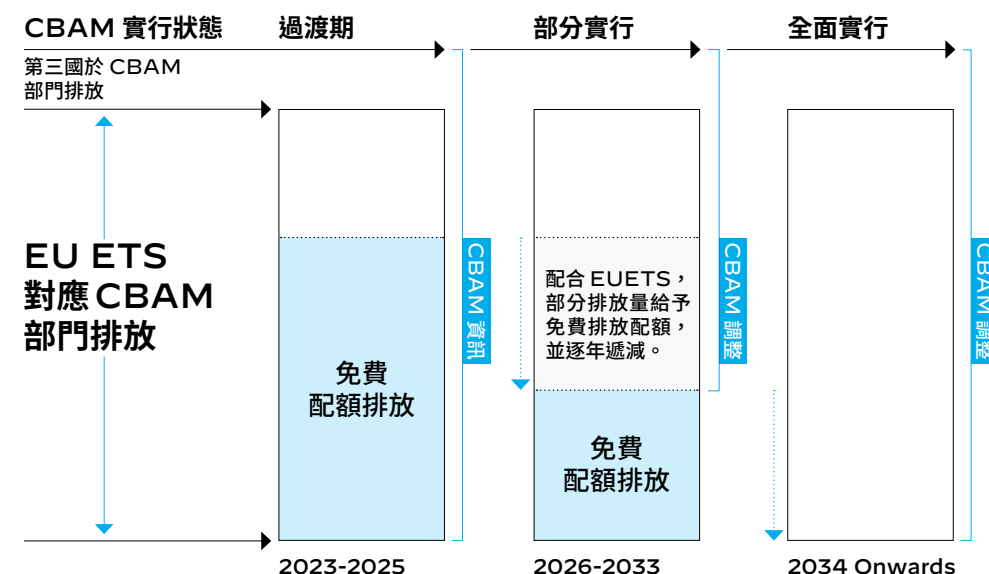 CBAM 實行狀態
過渡期
部分實行
全面實行
第三國於 CBAM
部門排放
EU ETS
對應 CBAM
部門排放
免費
配額排放
CBAM 資訊
配合 EUETS，
部分排放量給予
免費排放配額，
並逐年遞減。
免費
配額排放
CBAM 調整
CBAM 調整
2023-2025
2026-2033
2034 Onwards